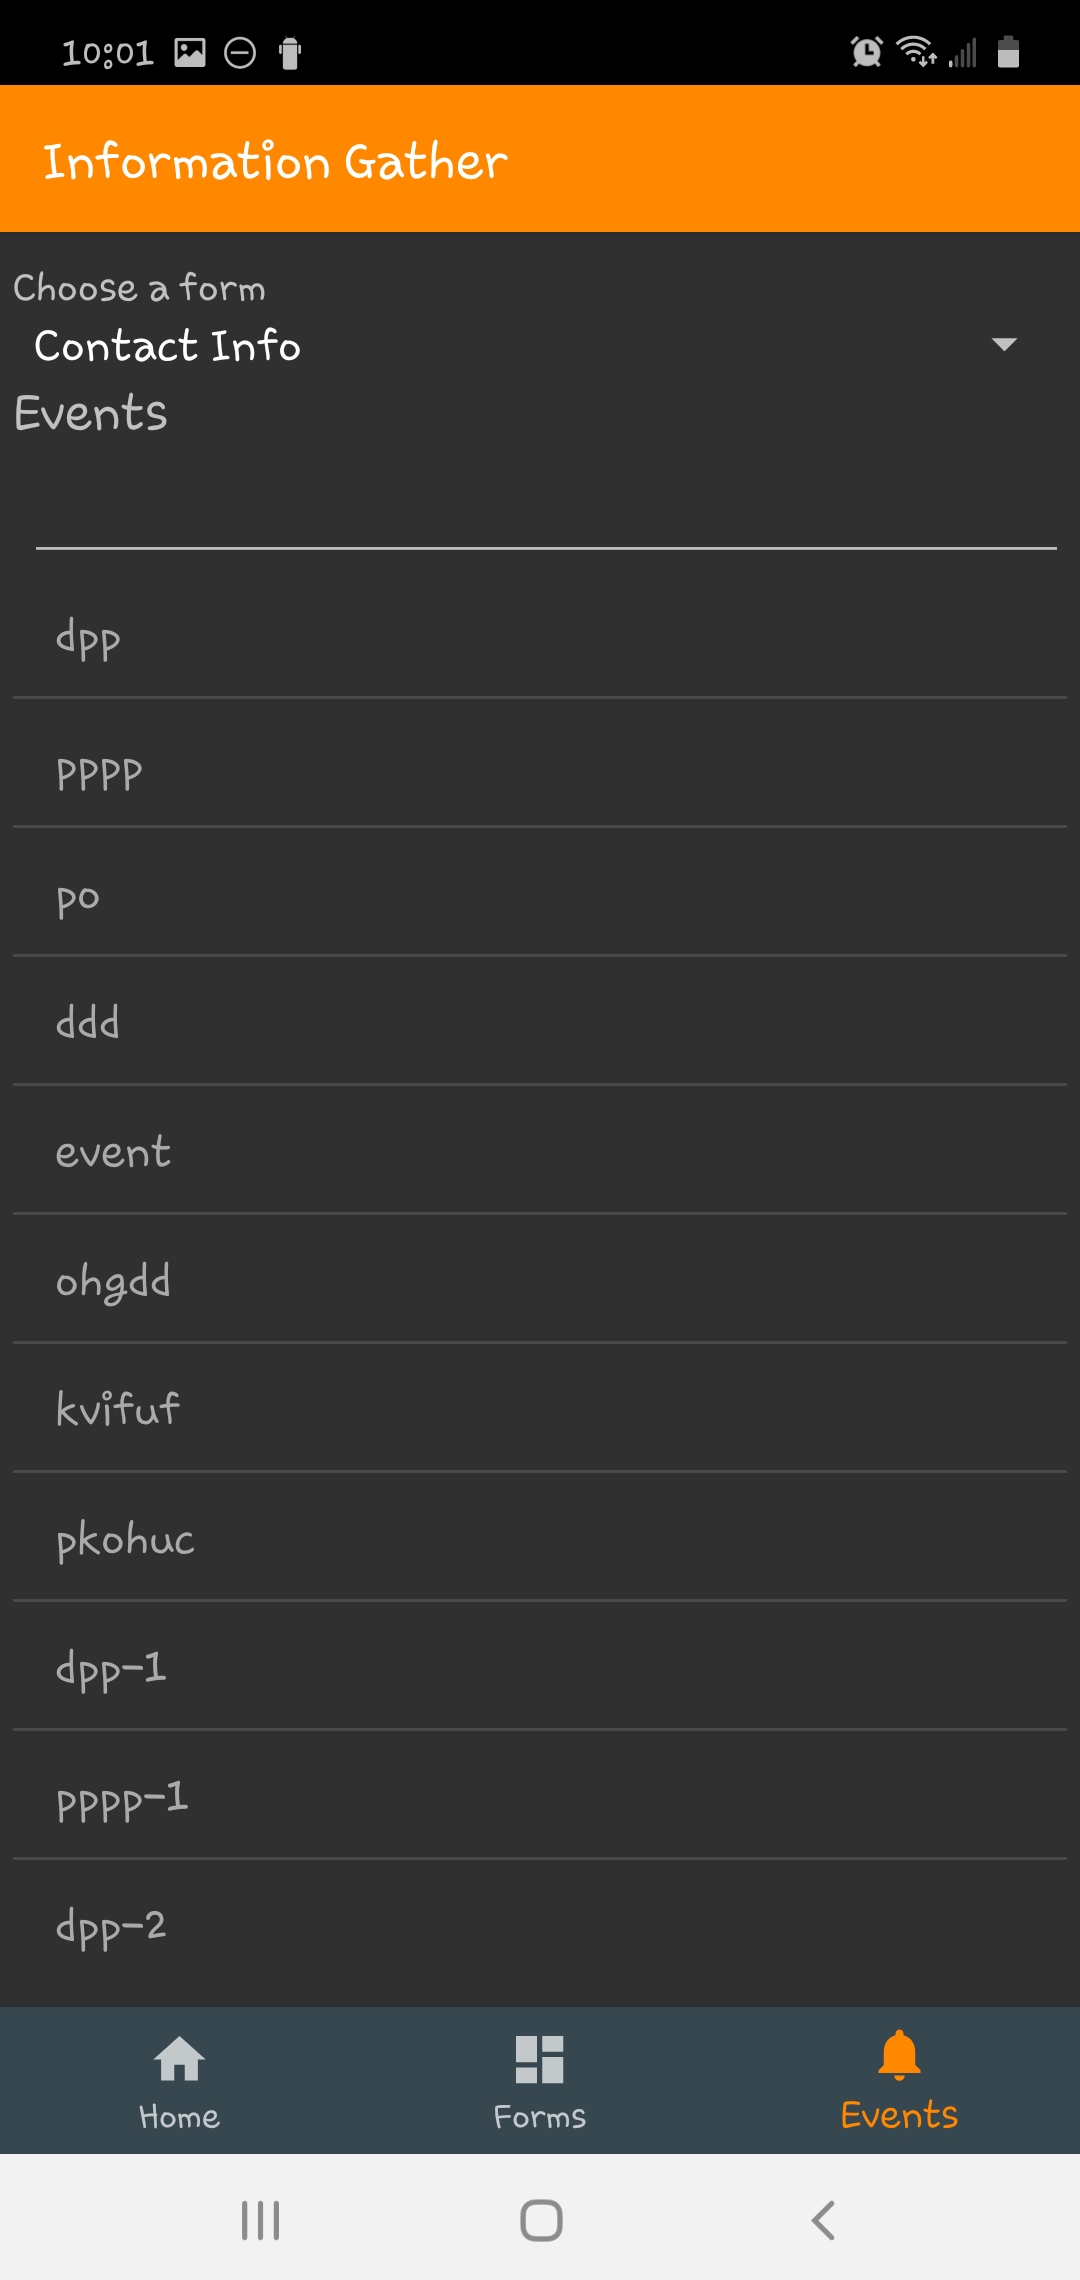 10:01
Information Gather
Choose a form
Contact Info
Events
dpp
pppp
po
ddd
event
ohgdd
kvifuf
pkohuc
dpp-1
pppp-1
dpp-2
Home
Forms
Events